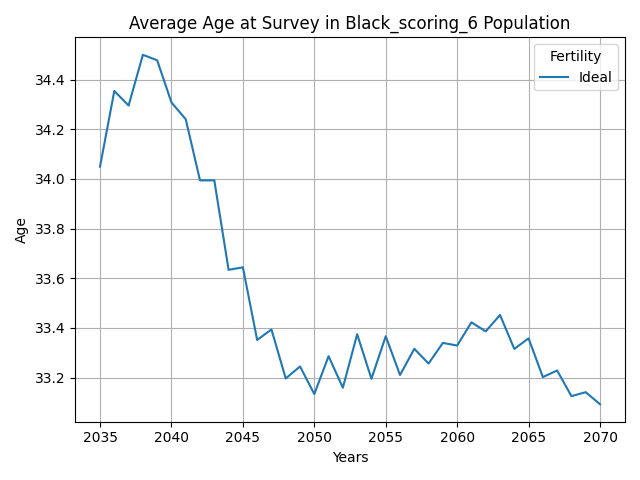 Average Age at Survey in Black_scoring_6 Population
Fertility
Ideal
34.4
34.2
34.0
33.8
33.6
33.4
33.2
Age
2035 2040 2045 2050 2055 2060 2065 2070
Years